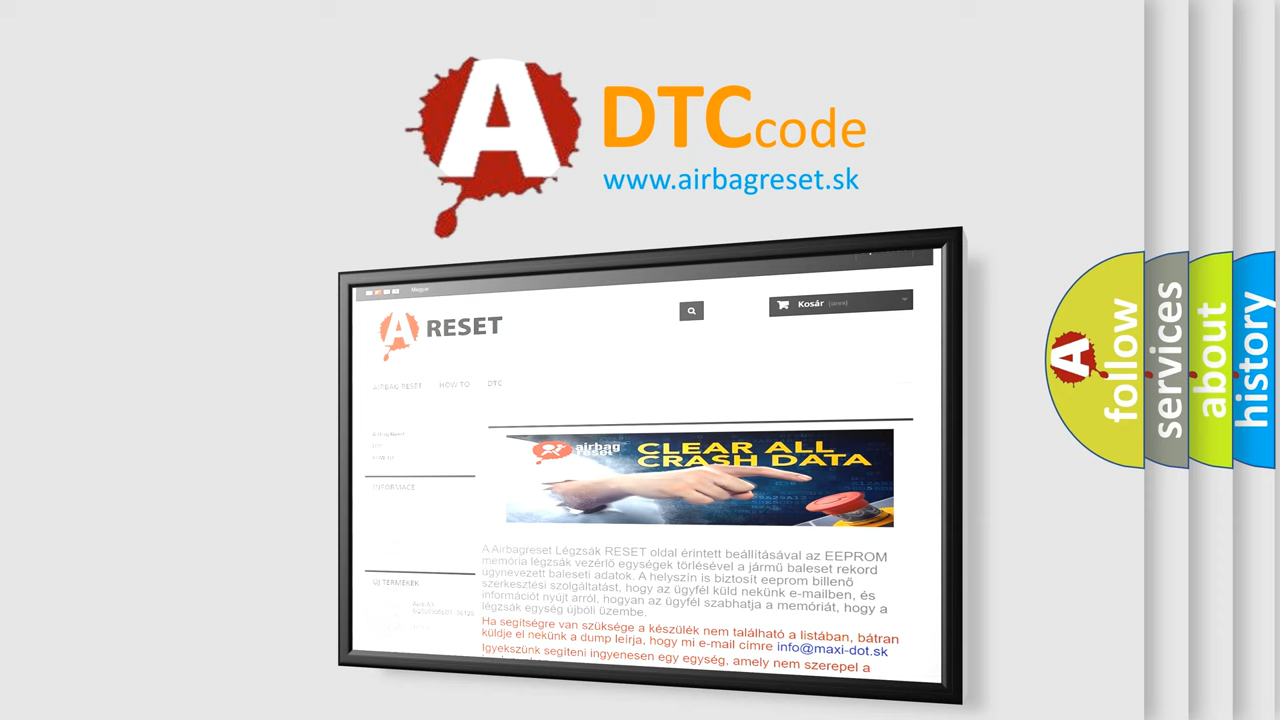 A
DTCcode
www.airbagreset.sk
Magyar
Kosár (üres)
A RESET
AIRBAG RESET HOW TO DTC
airbag reset
CLEAR ALL
CRASH DATA
INFORMACE
ÚJ TERMÉKEK
A Airbagreset Légzsák RESET oldal érintett beállításával az EEPROM
memória légzsák vezérlő egységek törlésével a jármű baleset rekord
úgynevezett baleseti adatok. A helyszín is biztosít eeprom billenő
szerkesztési szolgáltatást, hogy az ügyfél küld nekünk e-mailben, és
információt nyújt arról, hogyan az ügyfél szabhatja a memóriát, hogy a
légzsák egység újbóli üzembe.
Ha segítségre van szüksége a készülék nem található a listában, bátran
küldje el nekünk a dump leírja, hogy mi e-mail címre info@maxi-dot.sk
Igyekszünk segíteni ingyenesen egy egység, amely nem szerepel a
A
follow
services
about
history